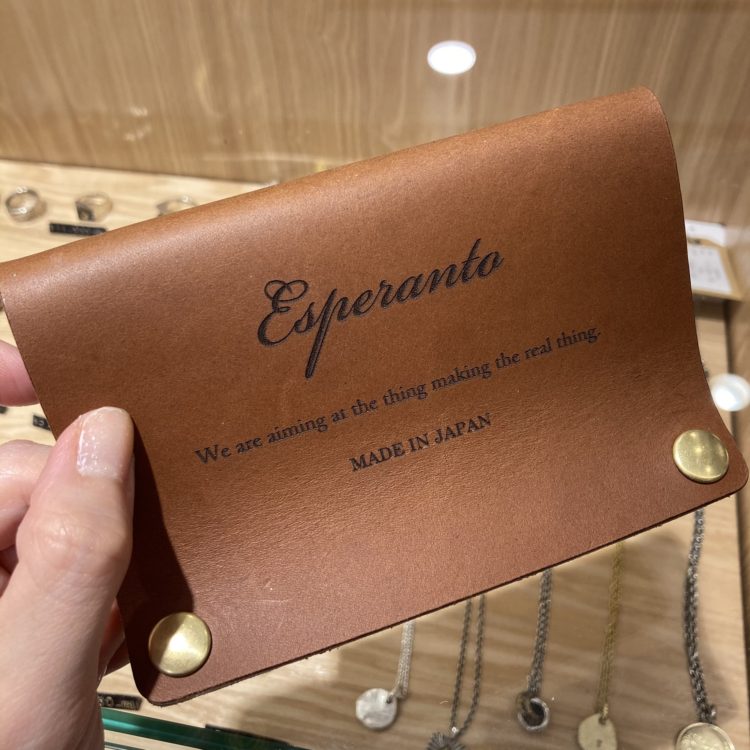 Esperanto
We are aiming at the thing making the real thing.
MADE IN JAPAN